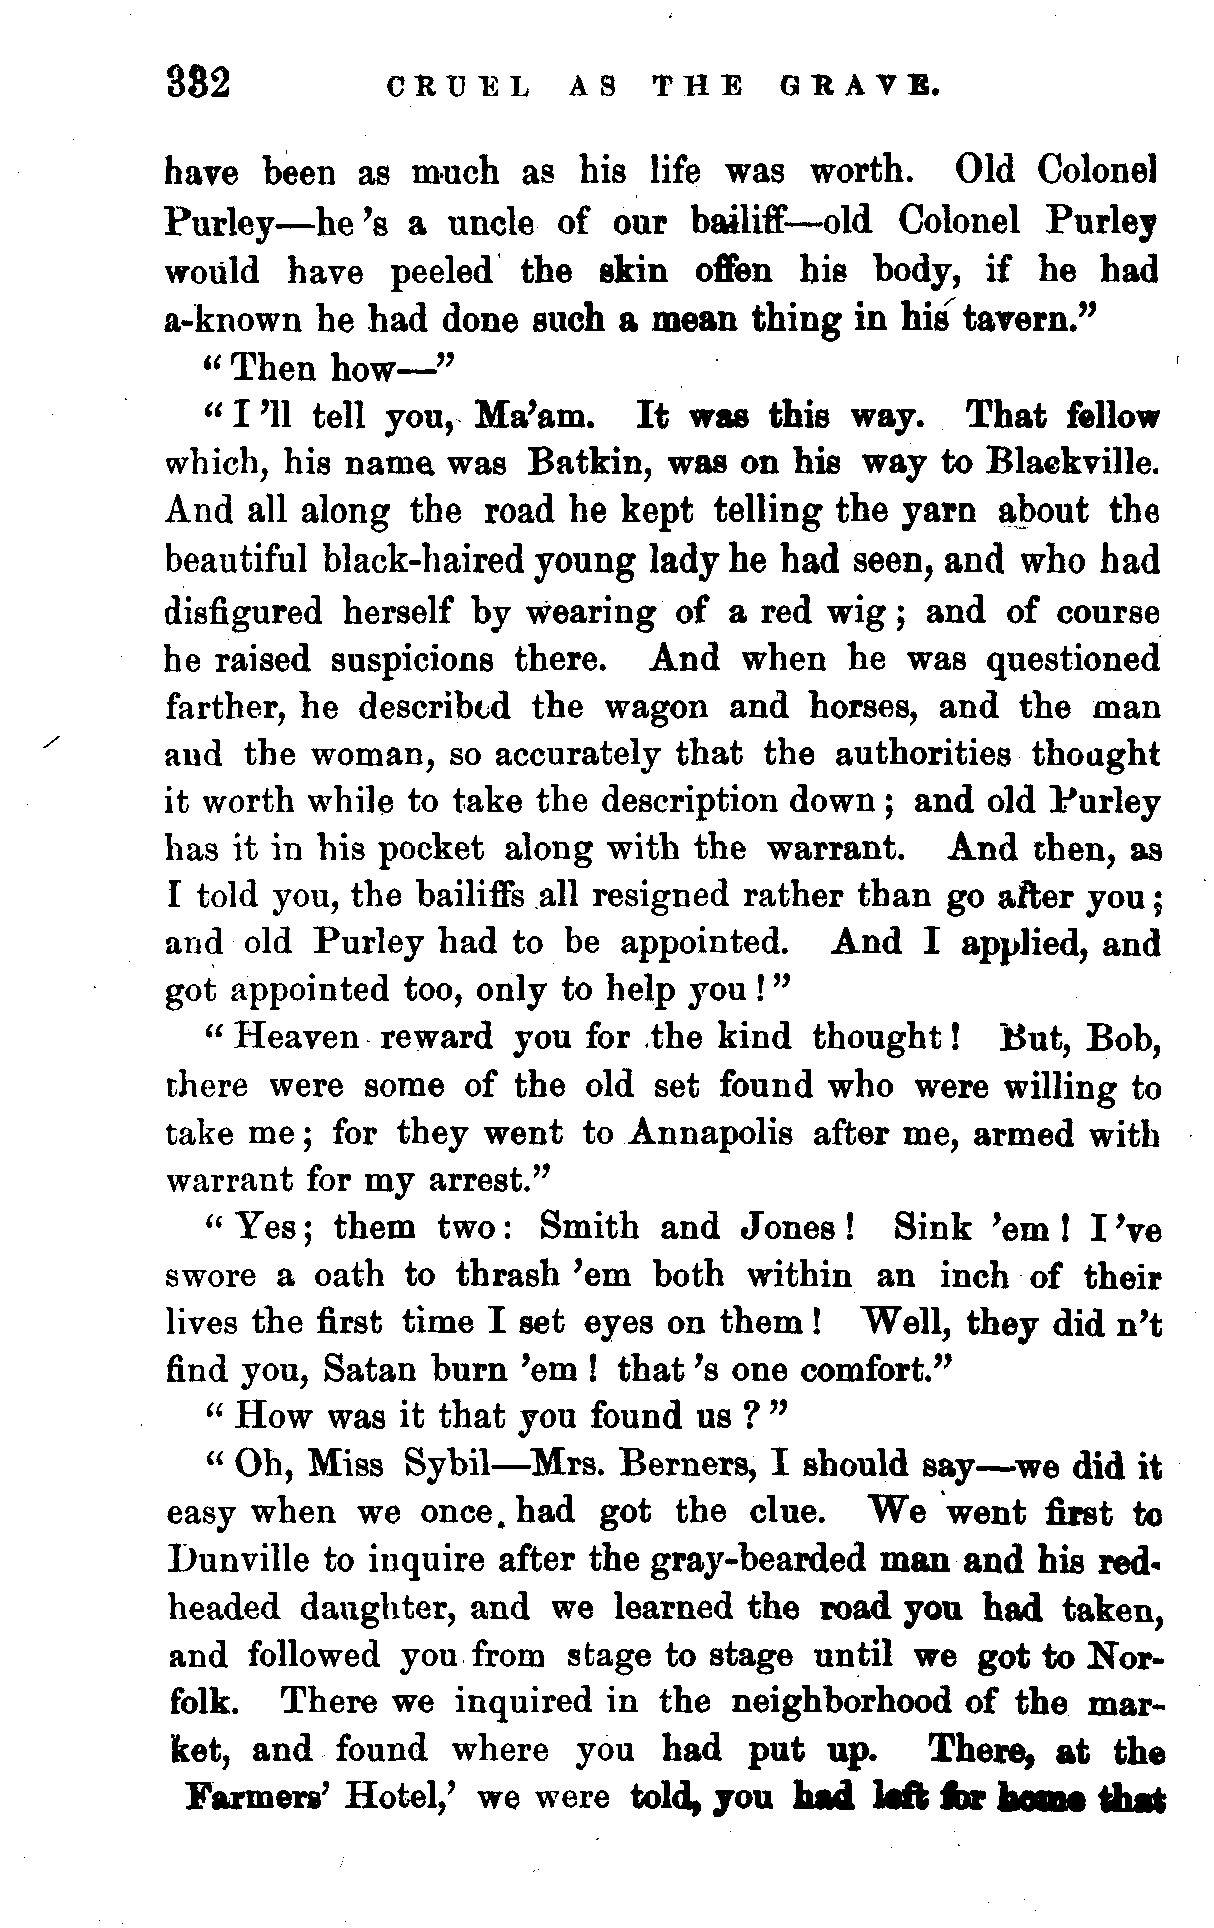 332 CRUEL AS THE GRAVE.
have been as much as his life was worth. Old Colonel
Purley—he 's a uncle of our bailiff—old Colonel Purley
would have peeled the skin offen his body, if he had
a-known he had done such a mean thing in his tavern."
"Then how—"
"I 'll tell you, Ma'am. It was this way. That fellow
which, his name was Batkin, was on his way to Blackville.
And all along the road he kept telling the yarn about the
beautiful black-haired young lady he had seen, and who had
disfigured herself by wearing of a red wig; and of course
he raised suspicions there. And when he was questioned
farther, he described the wagon and horses, and the man
and the woman, so accurately that the authorities thought
it worth while to take the description down; and old Purley
has it in his pocket along with the warrant. And then, as
I told you, the bailiffs all resigned rather than go after you;
and old Purley had to be appointed. And I applied, and
got appointed too, only to help you!"
"Heaven reward you for the kind thought! But, Bob,
there were some of the old set found who were willing to
take me; for they went to Annapolis after me, armed with
warrant for my arrest."
"Yes; them two: Smith and Jones! Sink 'em! I 've
swore a oath to thrash 'em both within an inch of their
lives the first time I set eyes on them! Well, they did n't
find you, Satan burn 'em! that 's one comfort."
"How was it that you found us?"
"Oh, Miss Sybil—Mrs. Berners, I should say—we did it
easy when we once had got the clue. We went first to
Dunville to inquire after the gray-bearded man and his red-
headed daughter, and we learned the road you had taken,
and followed you from stage to stage until we got to Nor-
folk. There we inquired in the neighborhood of the mar-
ket, and found where you had put up. There, at the
Farmers' Hotel,' we were told, you had left for home that